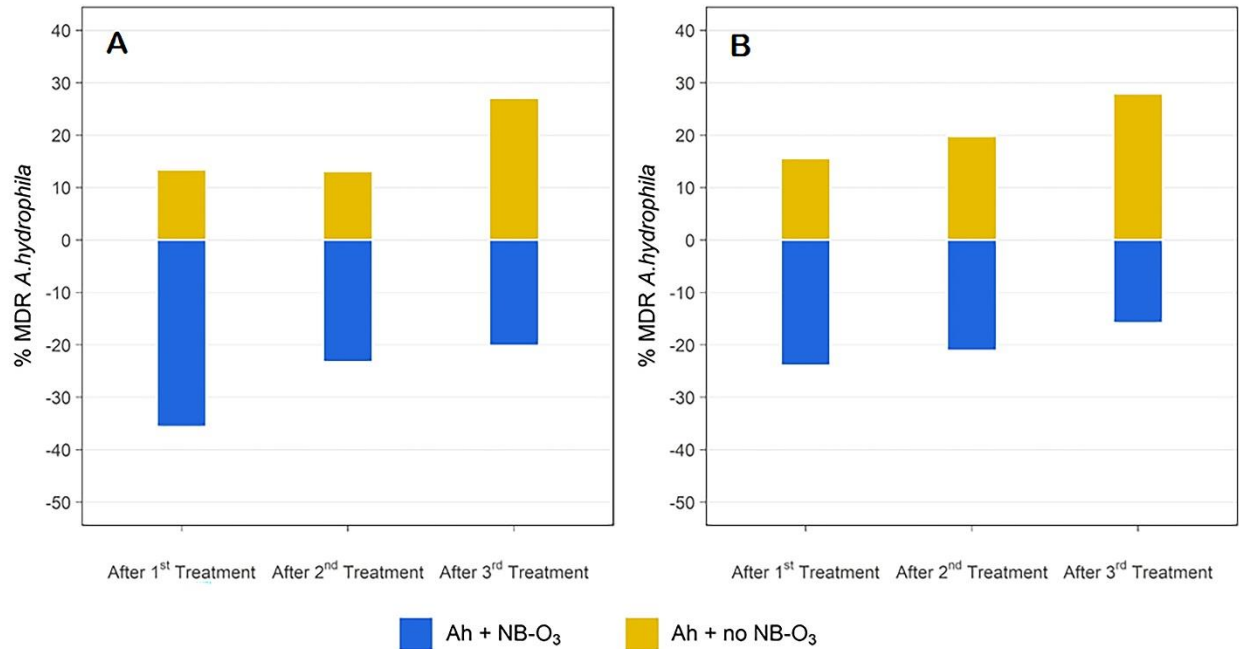 A
% MDR A.hydrophila
40
30
20
10
0
-10
-20
-30
-40
-50
After 1st Treatment After 2nd Treatment After 3rd Treatment
B
% MDR A.hydrophila
40
30
20
10
0
-10
-20
-30
-40
-50
After 1st Treatment After 2nd Treatment After 3rd Treatment
Ah + NB-O3 Ah + no NB-O3